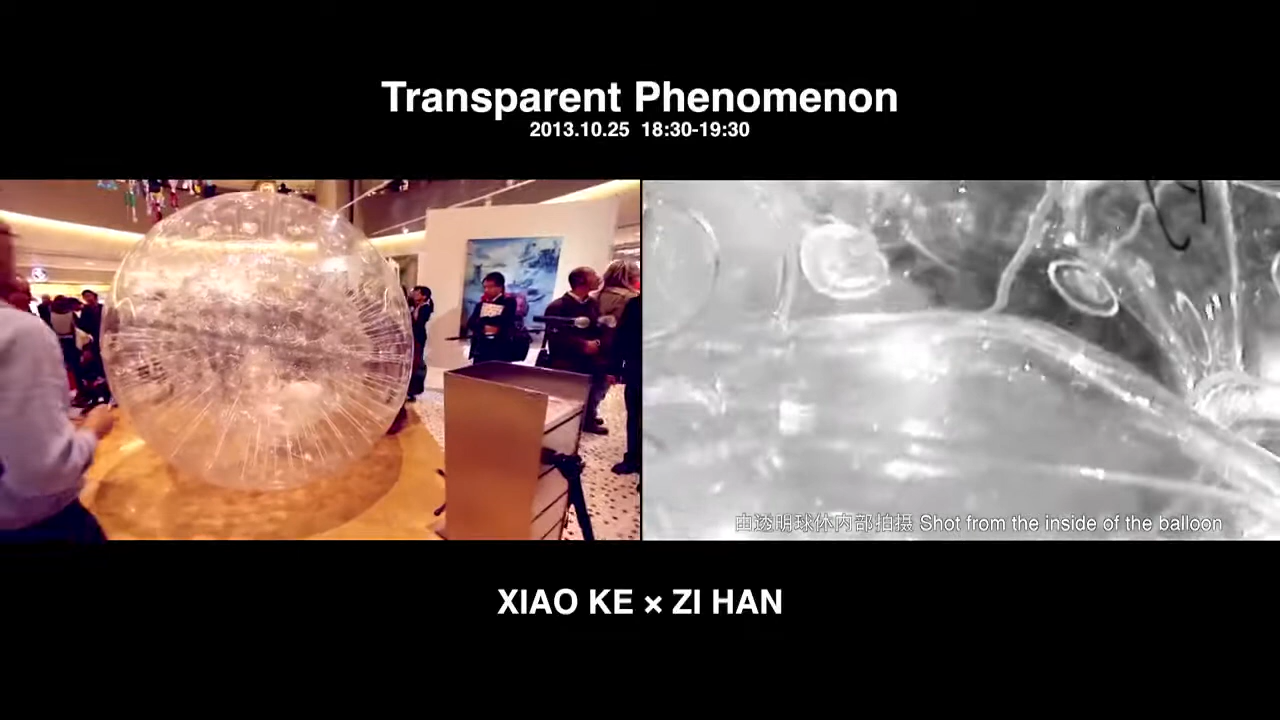 Transparent Phenomenon
2013.10.25 18:30-19:30
由透明球体内部拍摄 Shot from the inside of the balloon
XIAO KE × ZI HAN